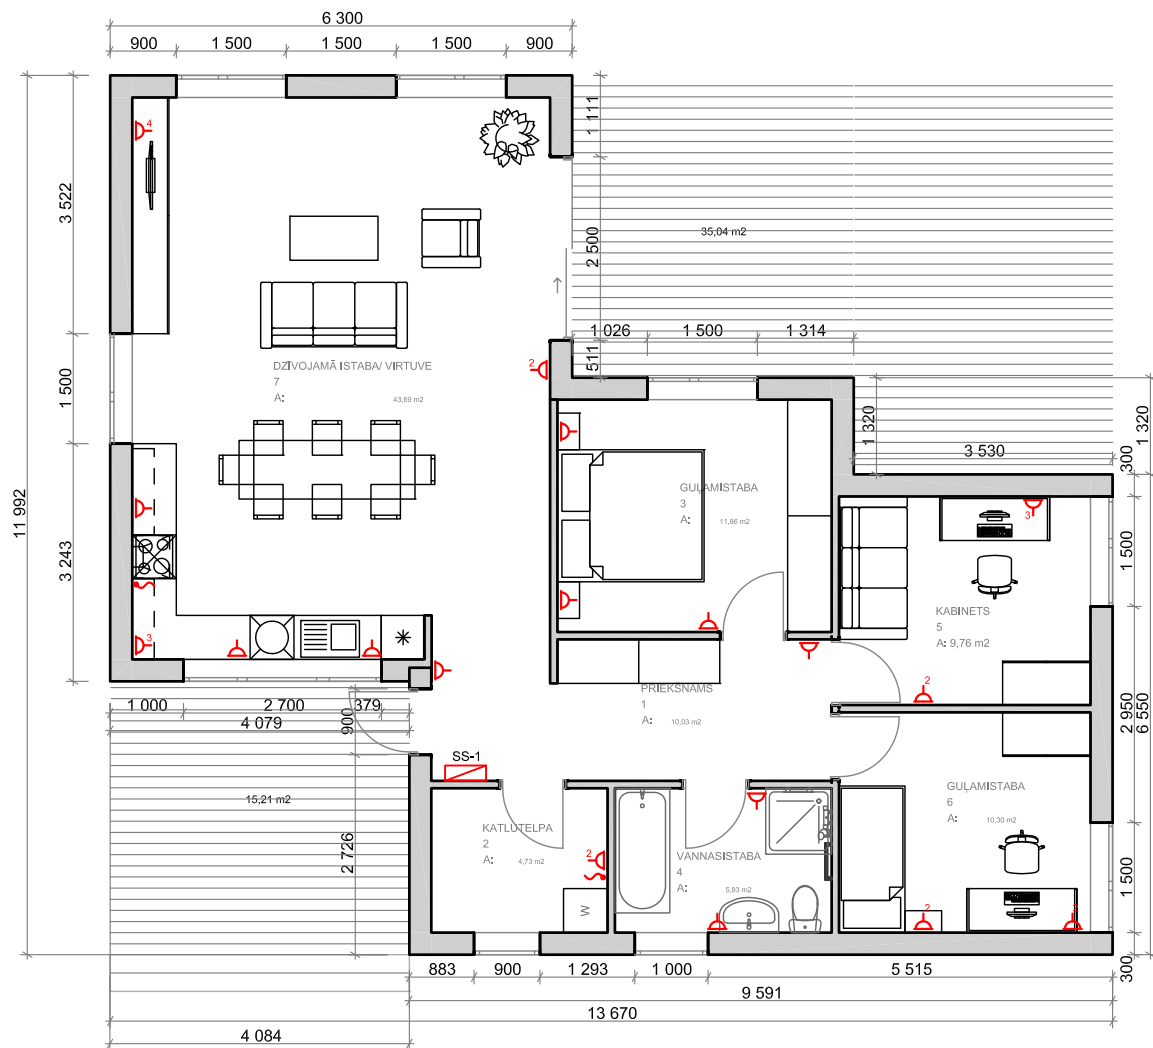 6 300
900
1 500
1 500
1 500
900
1 111
4
3 522
35,04 m2
2 500
1 026
1 500
1 314
511
2
DZĪVOJAMĀ ISTABA/ VIRTUVE
7
A:
43,69 m2
1 500
1 320
1 320
3 530
300
GUĻAMISTABA
3
A:
11,86 m2
3
11 992
3 243
1 500
KABINETS
5
A: 9,76 m2
3
2
PRIEKŠNAMS
1
A:
10,03 m2
1 000
2 700
379
4 079
900
2 950
6 550
SS-1
15,21 m2
GUĻAMISTABA
6
A:
10,30 m2
KATLUTELPA
2
A:
4,73 m2
2
VANNASISTABA
4
A:
5,83 m2
2 726
W
1 500
2
2
883
900
1 293
1 000
5 515
300
9 591
13 670
4 084